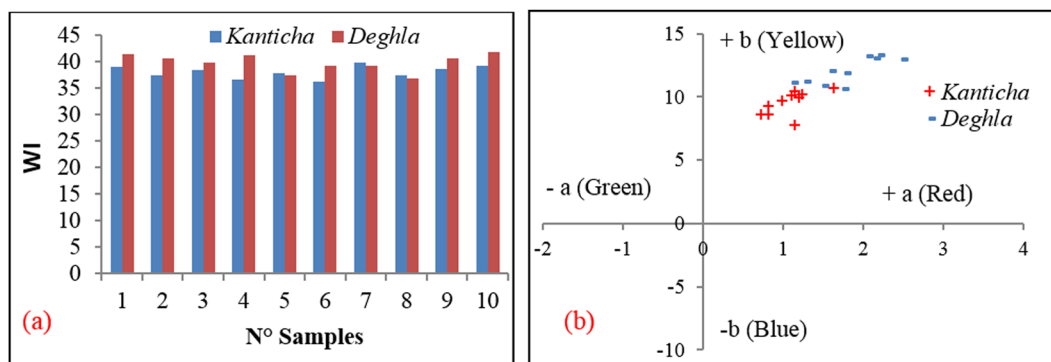 Kanticha Deghla
45
40
35
30
25
20
15
10
5
0
WI
1 2 3 4 5 6 7 8 9 10
N° Samples
(a)
15
10
5
0
-5
-10
-2 -1 0 1 2 3 4
+ b (Yellow)
Kanticha
Deghla
- a (Green)
+ a (Red)
-b (Blue)
(b)